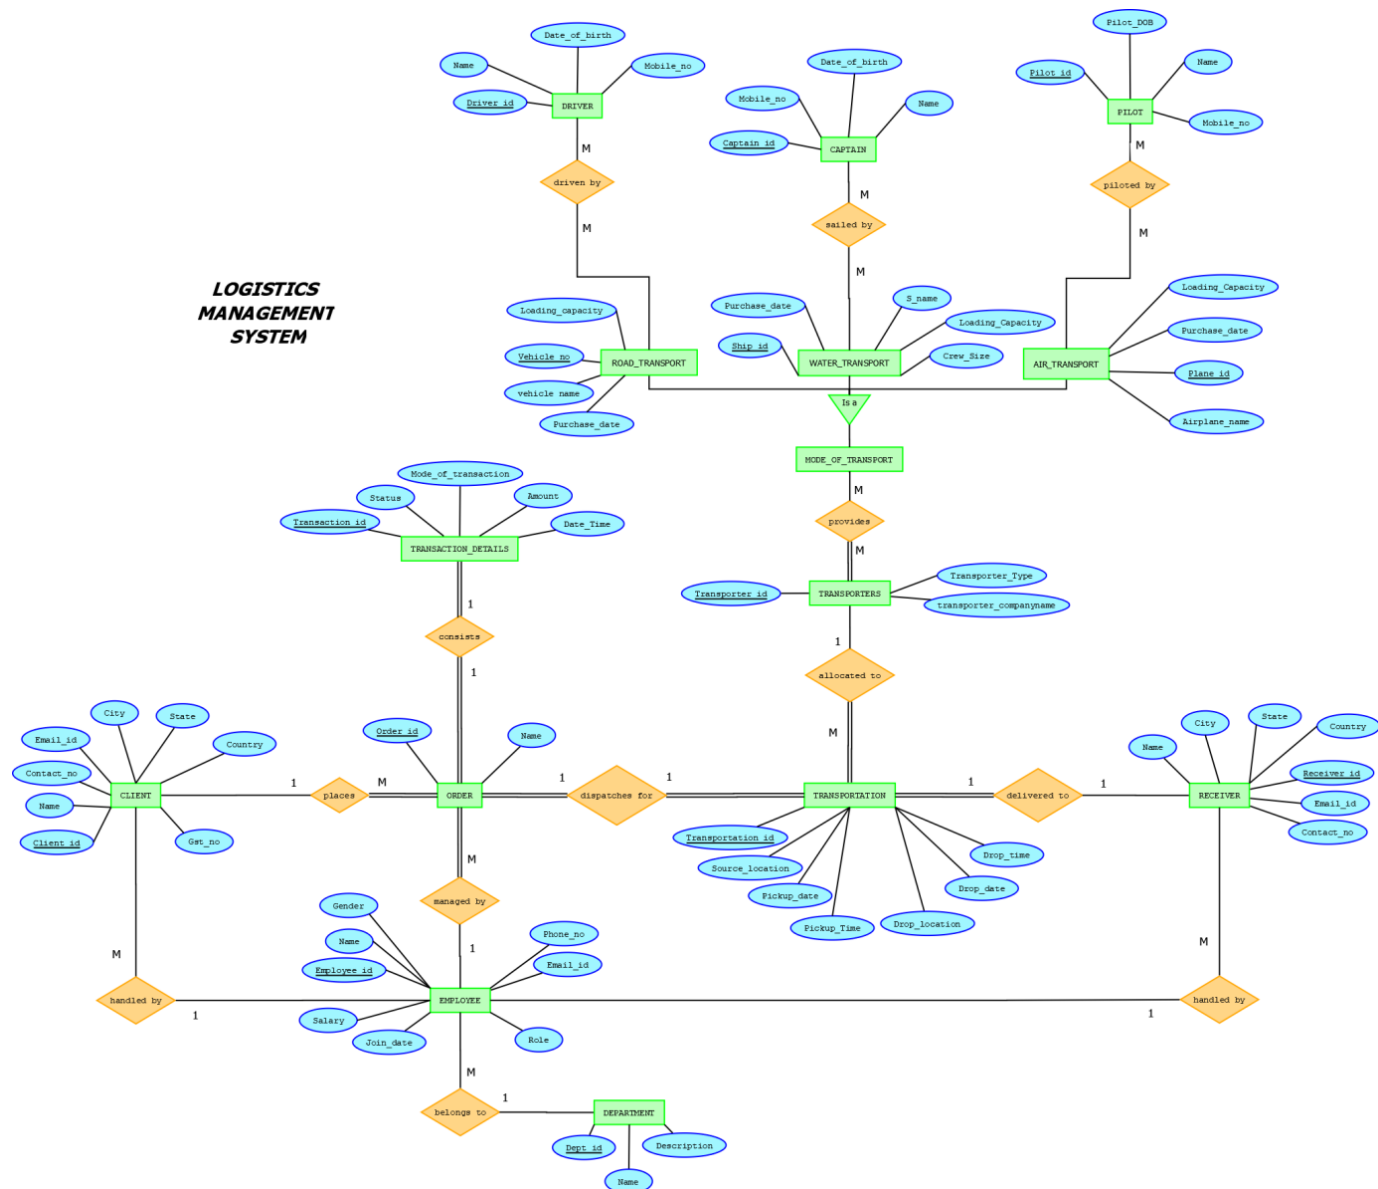 Pilot_DOB
Date_of_birth
Name
Mobile_no
Driver_id
DRIVER
Date_of_birth
Mobile_no
Name
Captain_id
CAPTAIN
Pilot_id
Name
PILOT
Mobile_no
M
driven by
M
M
sailed by
M
M
piloted by
M
LOGISTICS
MANAGEMENT
SYSTEM
Loading_capacity
Vehicle_no
vehicle name
Purchase_date
ROAD_TRANSPORT
Purchase_date
S_name
Loading_Capacity
Ship_id
Crew_Size
WATER_TRANSPORT
Loading_Capacity
Purchase_date
Plane_id
Airplane_name
AIR_TRANSPORT
Is a
MODE_OF_TRANSPORT
M
provides
M
Mode_of_transaction
Status
Amount
Transaction_id
Date_Time
TRANSACTION_DETAILS
Transporter_id
TRANSPORTERS
Transporter_Type
transporter_companyname
1
consists
1
1
allocated to
M
City
State
Email_id
Country
Contact_no
Name
Client_id
Gst_no
CLIENT
1
places
M
Order_id
Name
ORDER
1
dispatches for
1
TRANSPORTATION
1
delivered to
1
Transportation_id
Source_location
Pickup_date
Pickup_Time
Drop_location
Drop_date
Drop_time
City
State
Country
Name
Receiver_id
Email_id
Contact_no
RECEIVER
M
managed by
1
M
handled by
1
Gender
Name
Employee_id
Phone_no
Email_id
EMPLOYEE
Salary
Join_date
Role
M
handled by
1
M
belongs to
1
DEPARTMENT
Dept_id
Name
Description